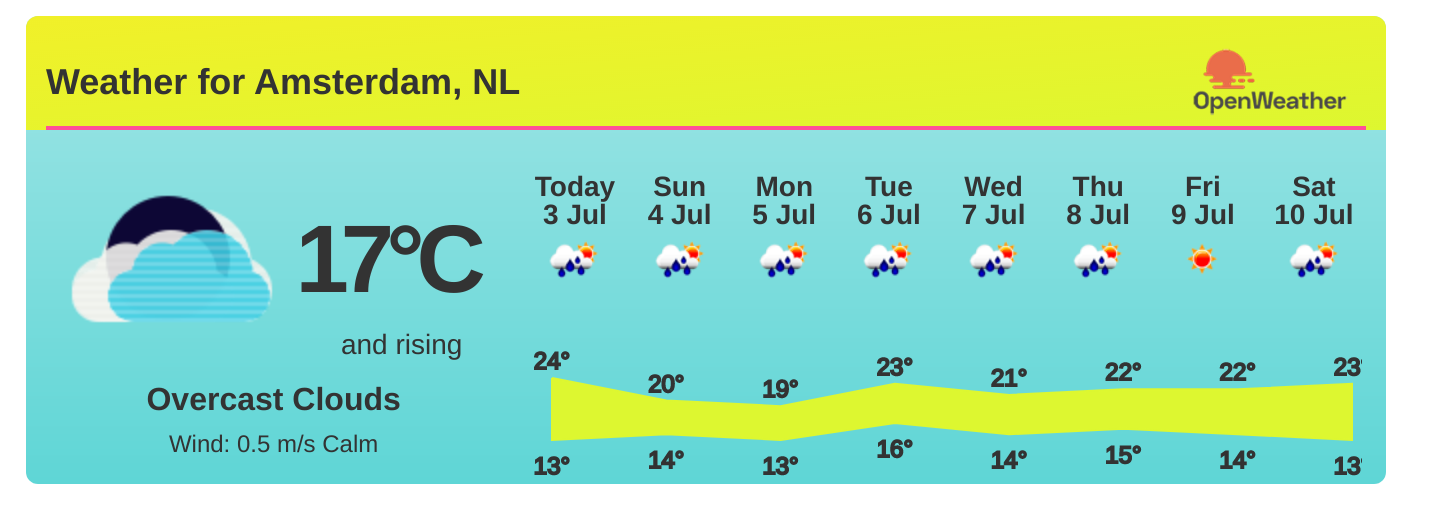 Weather for Amsterdam, NL
OpenWeather
Today Sun Mon Tue Wed Thu Fri Sat
3 Jul 4 Jul 5 Jul 6 Jul 7 Jul 8 Jul 9 Jul 10 Jul
17°C
and rising
Overcast Clouds
Wind: 0.5 m/s Calm
24° 20° 19° 23° 21° 22° 22° 23°
13° 14° 13° 16° 14° 15° 14° 13°